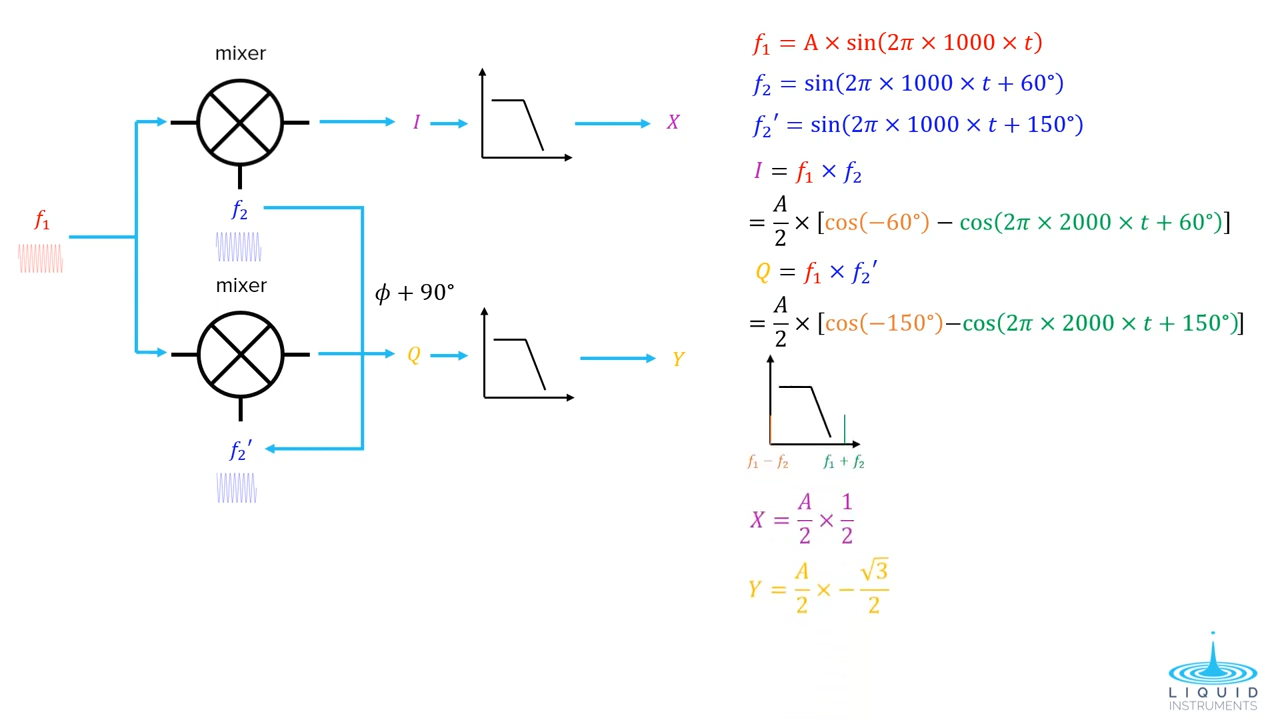 mixer
f₁
f₂
I
X
mixer
ϕ + 90°
Q
Y
f₂′
f₁ = A × sin(2π × 1000 × t)
f₂ = sin(2π × 1000 × t + 60°)
f₂′ = sin(2π × 1000 × t + 150°)
I = f₁ × f₂
= A/2 × [cos(−60°) − cos(2π × 2000 × t + 60°)]
Q = f₁ × f₂′
= A/2 × [cos(−150°)−cos(2π × 2000 × t + 150°)]
f₁ − f₂
f₁ + f₂
X = A/2 × 1/2
Y = A/2 × − √3/2
LIQUID
INSTRUMENTS